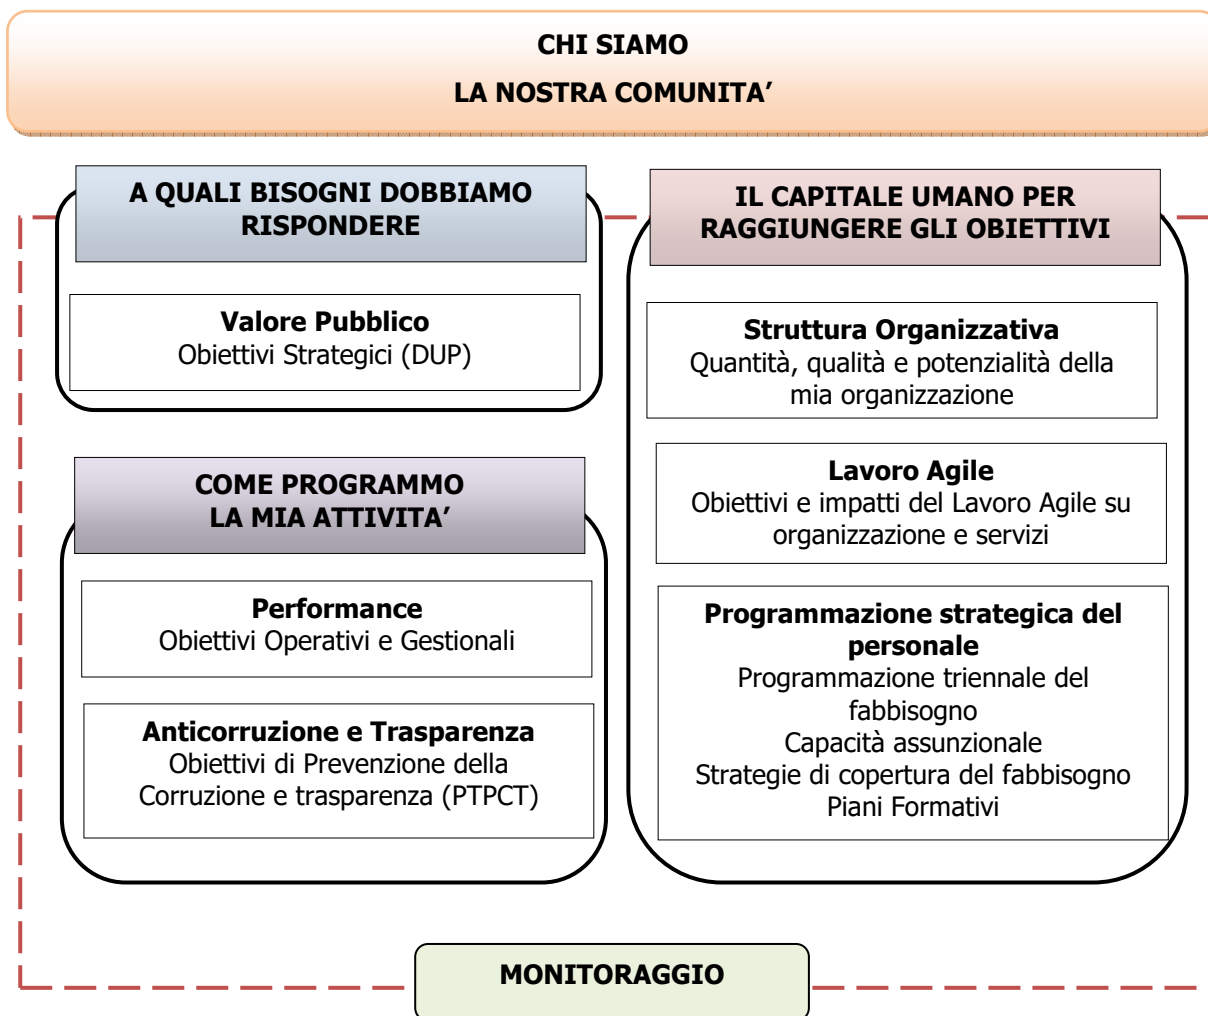 CHI SIAMO
LA NOSTRA COMUNITA’
A QUALI BISOGNI DOBBIAMO
RISPONDERE
Valore Pubblico
Obiettivi Strategici (DUP)
COME PROGRAMMO
LA MIA ATTIVITA’
Performance
Obiettivi Operativi e Gestionali
Anticorruzione e Trasparenza
Obiettivi di Prevenzione della
Corruzione e trasparenza (PTPCT)
IL CAPITALE UMANO PER
RAGGIUNGERE GLI OBIETTIVI
Struttura Organizzativa
Quantità, qualità e potenzialità della
mia organizzazione
Lavoro Agile
Obiettivi e impatti del Lavoro Agile su
organizzazione e servizi
Programmazione strategica del
personale
Programmazione triennale del
fabbisogno
Capacità assunzionale
Strategie di copertura del fabbisogno
Piani Formativi
MONITORAGGIO